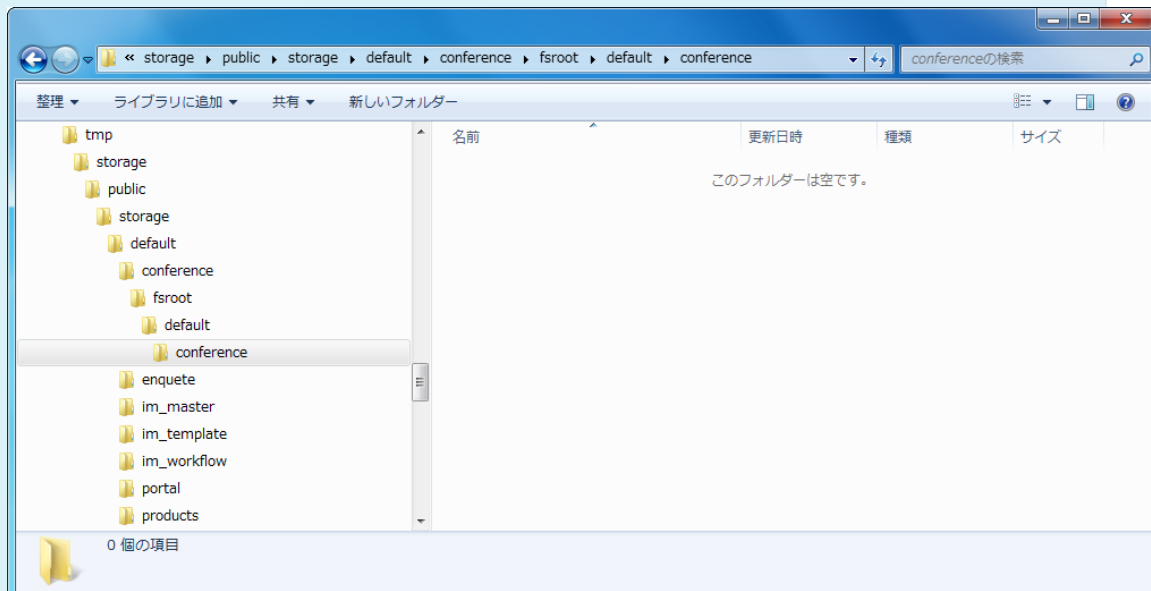 « storage ▸ public ▸ storage ▸ default ▸ conference ▸ fsroot ▸ default ▸ conference
conferenceの検索
整理 ライブラリに追加 共有 新しいフォルダー
名前 更新日時 種類 サイズ
このフォルダーは空です。
tmp
storage
public
storage
default
conference
fsroot
default
conference
enquete
im_master
im_template
im_workflow
portal
products
0 個の項目